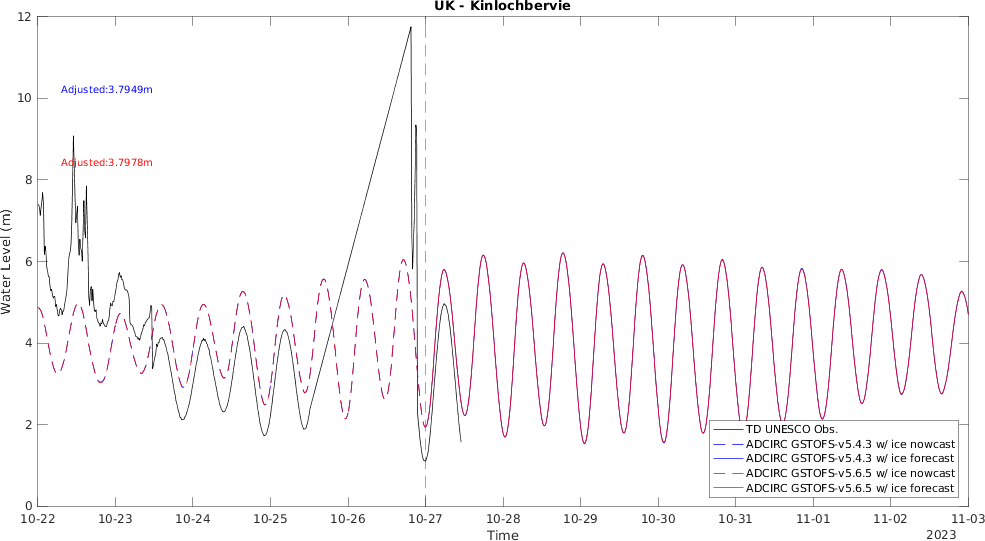 UK - Kinlochbervie
12
10
8
6
4
2
0
Water Level (m)
Adjusted:3.7949m
Adjusted:3.7978m
TD UNESCO Obs.
ADCIRC GSTOFS-v5.4.3 w/ ice nowcast
ADCIRC GSTOFS-v5.4.3 w/ ice forecast
ADCIRC GSTOFS-v5.6.5 w/ ice nowcast
ADCIRC GSTOFS-v5.6.5 w/ ice forecast
10-22 10-23 10-24 10-25 10-26 10-27 10-28 10-29 10-30 10-31 11-01 11-02 11-03
Time
2023